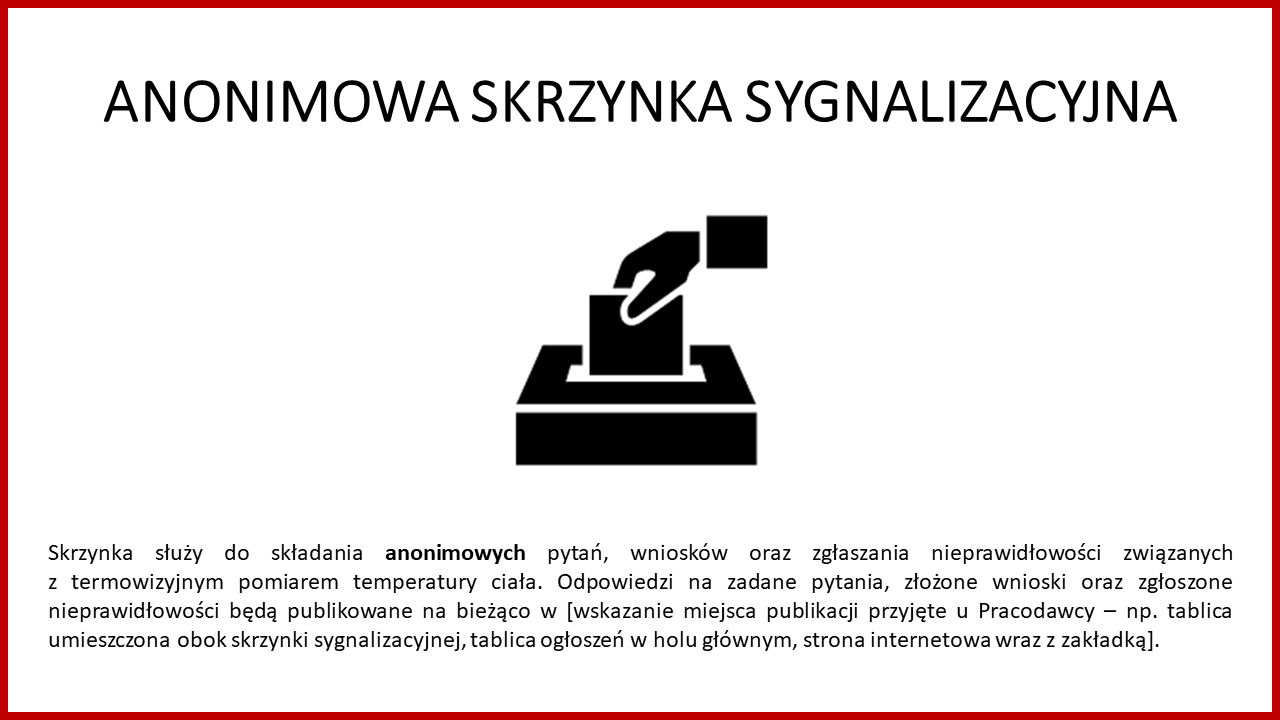 ANONIMOWA SKRZYNKA SYGNALIZACYJNA
Skrzynka służy do składania anonimowych pytań, wniosków oraz zgłaszania nieprawidłowości związanych
z termowizyjnym pomiarem temperatury ciała. Odpowiedzi na zadane pytania, złożone wnioski oraz zgłoszone
nieprawidłowości będą publikowane na bieżąco w [wskazanie miejsca publikacji przyjęte u Pracodawcy – np. tablica
umieszczona obok skrzynki sygnalizacyjnej, tablica ogłoszeń w holu głównym, strona internetowa wraz z zakładką].